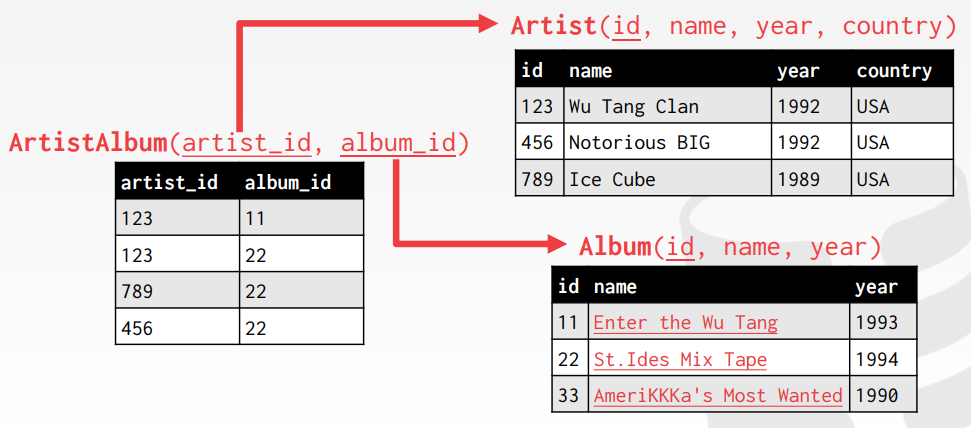 Artist(id, name, year, country)
id name year country
123 Wu Tang Clan 1992 USA
456 Notorious BIG 1992 USA
789 Ice Cube 1989 USA
ArtistAlbum(artist_id, album_id)
artist_id album_id
123 11
123 22
789 22
456 22
Album(id, name, year)
id name year
11 Enter the Wu Tang 1993
22 St.Ides Mix Tape 1994
33 AmeriKKKa's Most Wanted 1990